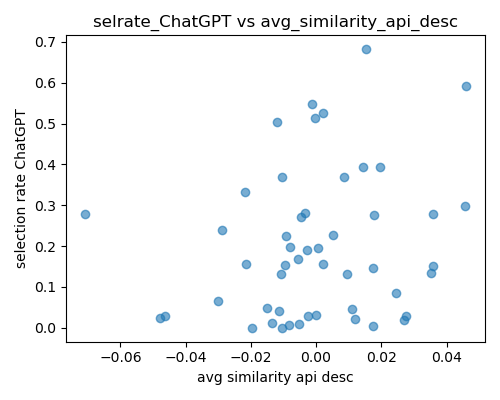 selrate_ChatGPT vs avg_similarity_api_desc
selection rate ChatGPT
0.7
0.6
0.5
0.4
0.3
0.2
0.1
0.0
−0.06 −0.04 −0.02 0.00 0.02 0.04
avg similarity api desc